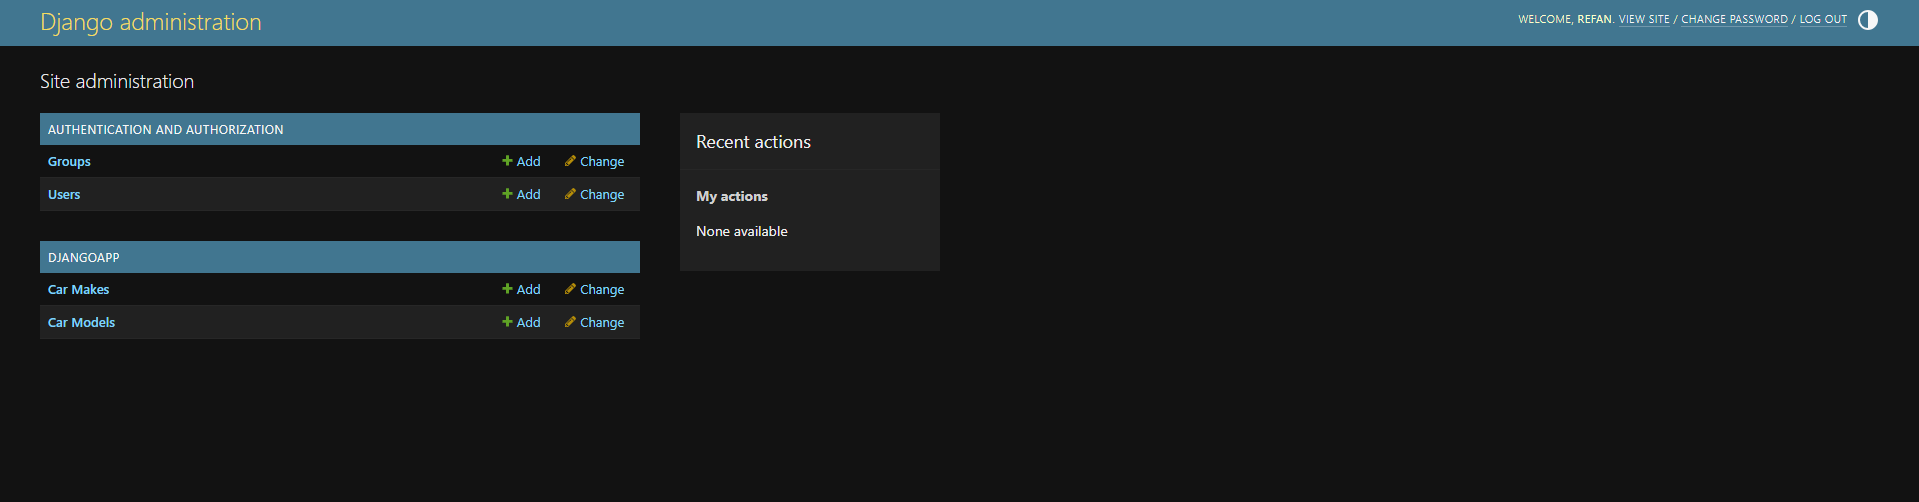 Django administration
WELCOME, REFAN. VIEW SITE / CHANGE PASSWORD / LOG OUT
Site administration
AUTHENTICATION AND AUTHORIZATION
Groups Add Change
Users Add Change
DJANGOAPP
Car Makes Add Change
Car Models Add Change
Recent actions
My actions
None available